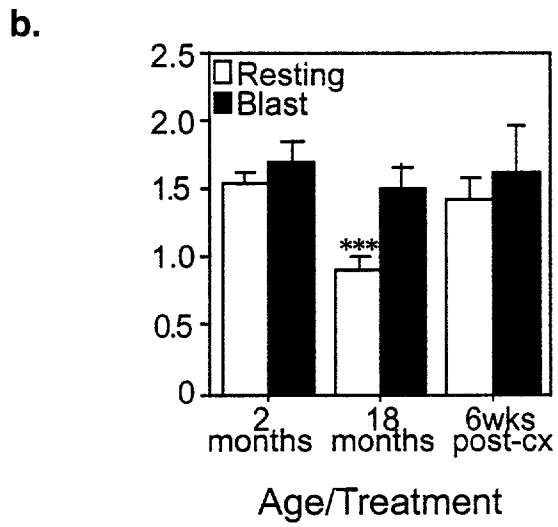 b.
2.5
Resting
Blast
2.0
1.5
***
1.0
0.5
0
2 18 6wks
months months post-cx
Age/Treatment